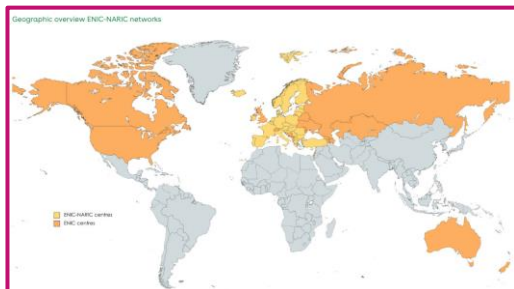 Geographic overview ENIC-NARIC networks
ENIC-NARIC centres
ENIC centres